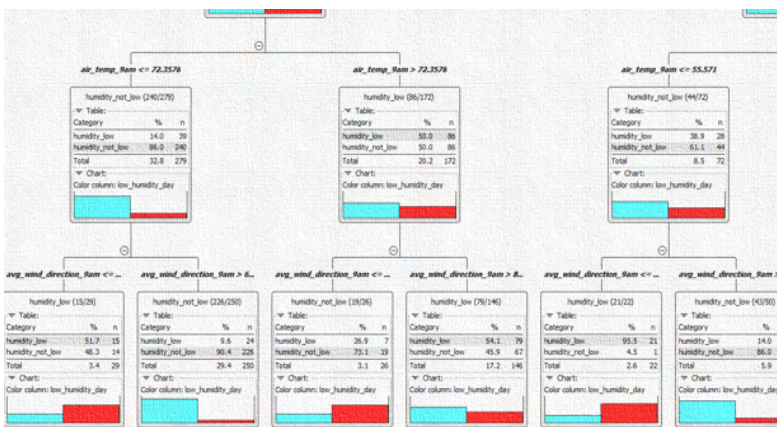 air_temp_9am <= 72.3576
humidity_not_low (240/279)
Table:
Category % n
humidity_low 14.0 39
humidity_not_low 86.0 240
Total 32.8 279
Chart:
Color column: low_humidity_day
air_temp_9am > 72.3576
humidity_low (86/172)
Table:
Category % n
humidity_low 50.0 86
humidity_not_low 50.0 86
Total 20.2 172
Chart:
Color column: low_humidity_day
air_temp_9am <= 55.571
humidity_not_low (44/72)
Table:
Category % n
humidity_low 38.9 28
humidity_not_low 61.1 44
Total 8.5 72
Chart:
Color column: low_humidity_day
avg_wind_direction_9am <= ...
humidity_low (15/29)
Table:
Category % n
humidity_low 51.7 15
humidity_not_low 48.3 14
Total 3.4 29
Chart:
Color column: low_humidity_day
avg_wind_direction_9am > 6...
humidity_not_low (226/250)
Table:
Category % n
humidity_low 9.6 24
humidity_not_low 90.4 226
Total 29.4 250
Chart:
Color column: low_humidity_day
avg_wind_direction_9am <= ...
humidity_not_low (19/26)
Table:
Category % n
humidity_low 26.9 7
humidity_not_low 73.1 19
Total 3.1 26
Chart:
Color column: low_humidity_day
avg_wind_direction_9am > 8...
humidity_low (79/146)
Table:
Category % n
humidity_low 54.1 79
humidity_not_low 45.9 67
Total 17.2 146
Chart:
Color column: low_humidity_day
avg_wind_direction_9am <= ...
humidity_low (21/22)
Table:
Category % n
humidity_low 95.5 21
humidity_not_low 4.5 1
Total 2.6 22
Chart:
Color column: low_humidity_day
avg_wind_direction_9am >
humidity_not_low (43/50)
Table:
Category %
humidity_low 14.0
humidity_not_low 86.0
Total 5.9
Chart:
Color column: low_humidity_day